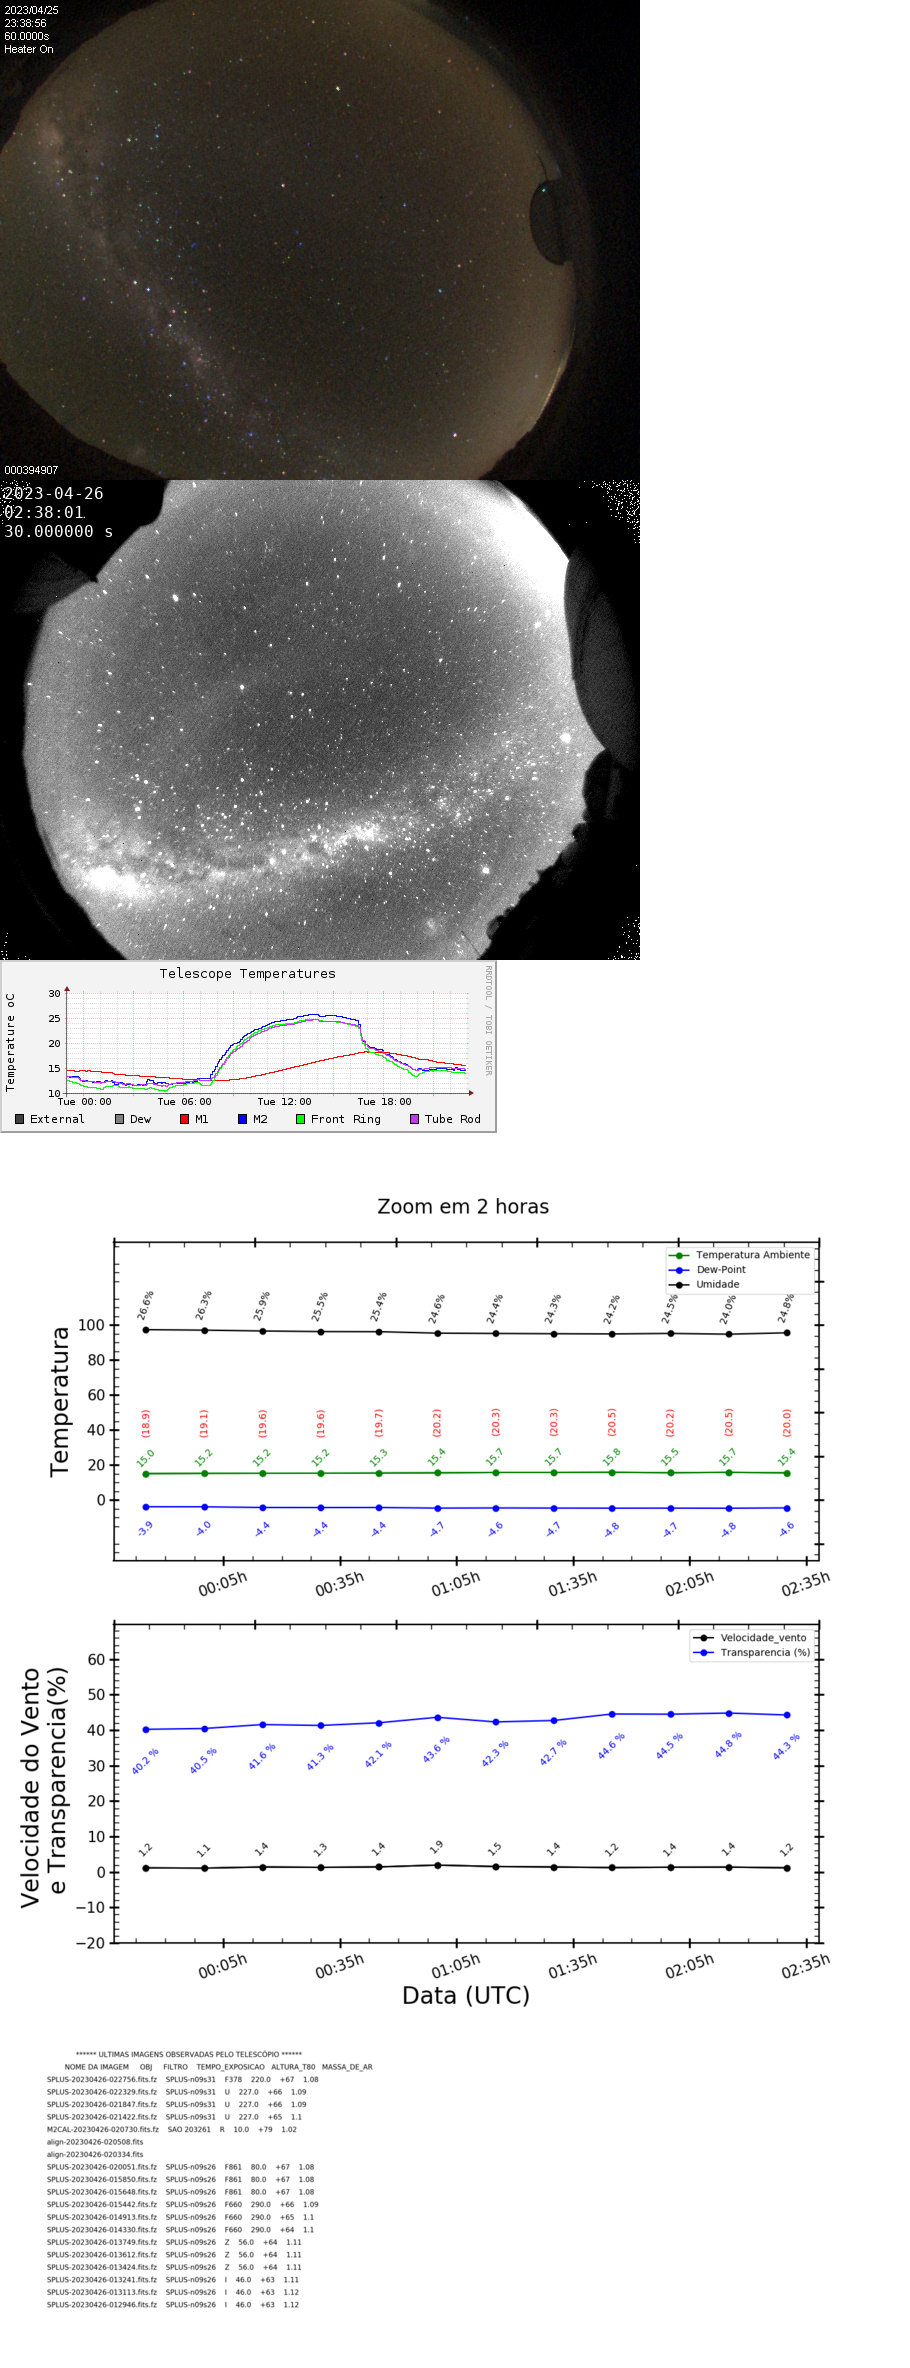 2023/04/25
23:38:56
60.0000s
Heater On
000394907
2023-04-26
02:38:01
30.000000 s
Telescope Temperatures
RRDTOOL / TOBI OETIKER
Temperature oC
30
25
20
15
10
Tue 00:00 Tue 06:00 Tue 12:00 Tue 18:00
External Dew M1 M2 Front Ring Tube Rod
Zoom em 2 horas
Temperatura Ambiente
Dew-Point
Umidade
Temperatura
100
80
60
40
20
0
26.6% 26.3% 25.9% 25.5% 25.4% 24.6% 24.4% 24.3% 24.2% 24.5% 24.0% 24.8%
(18.9) (19.1) (19.6) (19.6) (19.7) (20.2) (20.3) (20.3) (20.5) (20.2) (20.5) (20.0)
15.0 15.2 15.2 15.2 15.3 15.4 15.7 15.7 15.8 15.5 15.7 15.4
-3.9 -4.0 -4.4 -4.4 -4.4 -4.7 -4.6 -4.7 -4.8 -4.7 -4.8 -4.6
00:05h 00:35h 01:05h 01:35h 02:05h 02:35h
Velocidade_vento
Transparencia (%)
Velocidade do Vento
e Transparencia(%)
60
50
40
30
20
10
0
−10
−20
40.2 % 40.5 % 41.6 % 41.3 % 42.1 % 43.6 % 42.3 % 42.7 % 44.6 % 44.5 % 44.8 % 44.3 %
1.2 1.1 1.4 1.3 1.4 1.9 1.5 1.4 1.2 1.4 1.4 1.2
00:05h 00:35h 01:05h 01:35h 02:05h 02:35h
Data (UTC)
****** ULTIMAS IMAGENS OBSERVADAS PELO TELESCÓPIO ******
NOME DA IMAGEM OBJ FILTRO TEMPO_EXPOSICAO ALTURA_T80 MASSA_DE_AR
SPLUS-20230426-022756.fits.fz SPLUS-n09s31 F378 220.0 +67 1.08
SPLUS-20230426-022329.fits.fz SPLUS-n09s31 U 227.0 +66 1.09
SPLUS-20230426-021847.fits.fz SPLUS-n09s31 U 227.0 +66 1.09
SPLUS-20230426-021422.fits.fz SPLUS-n09s31 U 227.0 +65 1.1
M2CAL-20230426-020730.fits.fz SAO 203261 R 10.0 +79 1.02
align-20230426-020508.fits
align-20230426-020334.fits
SPLUS-20230426-020051.fits.fz SPLUS-n09s26 F861 80.0 +67 1.08
SPLUS-20230426-015850.fits.fz SPLUS-n09s26 F861 80.0 +67 1.08
SPLUS-20230426-015648.fits.fz SPLUS-n09s26 F861 80.0 +67 1.08
SPLUS-20230426-015442.fits.fz SPLUS-n09s26 F660 290.0 +66 1.09
SPLUS-20230426-014913.fits.fz SPLUS-n09s26 F660 290.0 +65 1.1
SPLUS-20230426-014330.fits.fz SPLUS-n09s26 F660 290.0 +64 1.1
SPLUS-20230426-013749.fits.fz SPLUS-n09s26 Z 56.0 +64 1.11
SPLUS-20230426-013612.fits.fz SPLUS-n09s26 Z 56.0 +64 1.11
SPLUS-20230426-013424.fits.fz SPLUS-n09s26 Z 56.0 +64 1.11
SPLUS-20230426-013241.fits.fz SPLUS-n09s26 I 46.0 +63 1.11
SPLUS-20230426-013113.fits.fz SPLUS-n09s26 I 46.0 +63 1.12
SPLUS-20230426-012946.fits.fz SPLUS-n09s26 I 46.0 +63 1.12